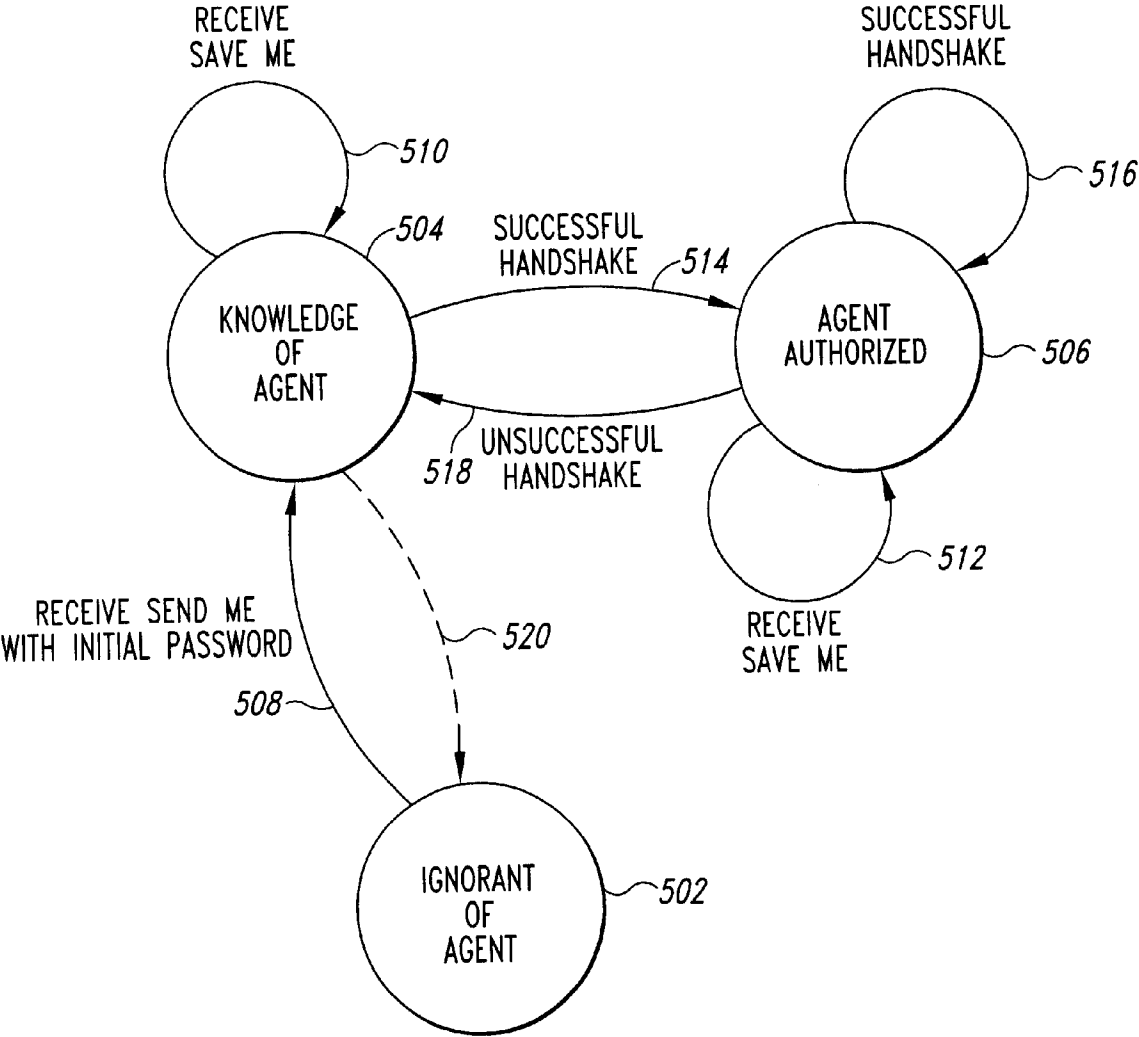 RECEIVE
SAVE ME
510
504
SUCCESSFUL
HANDSHAKE
516
SUCCESSFUL
HANDSHAKE
514
KNOWLEDGE
OF
AGENT
AGENT
AUTHORIZED
506
518
UNSUCCESSFUL
HANDSHAKE
512
RECEIVE
SAVE ME
RECEIVE SEND ME
WITH INITIAL PASSWORD
520
508
IGNORANT
OF
AGENT
502